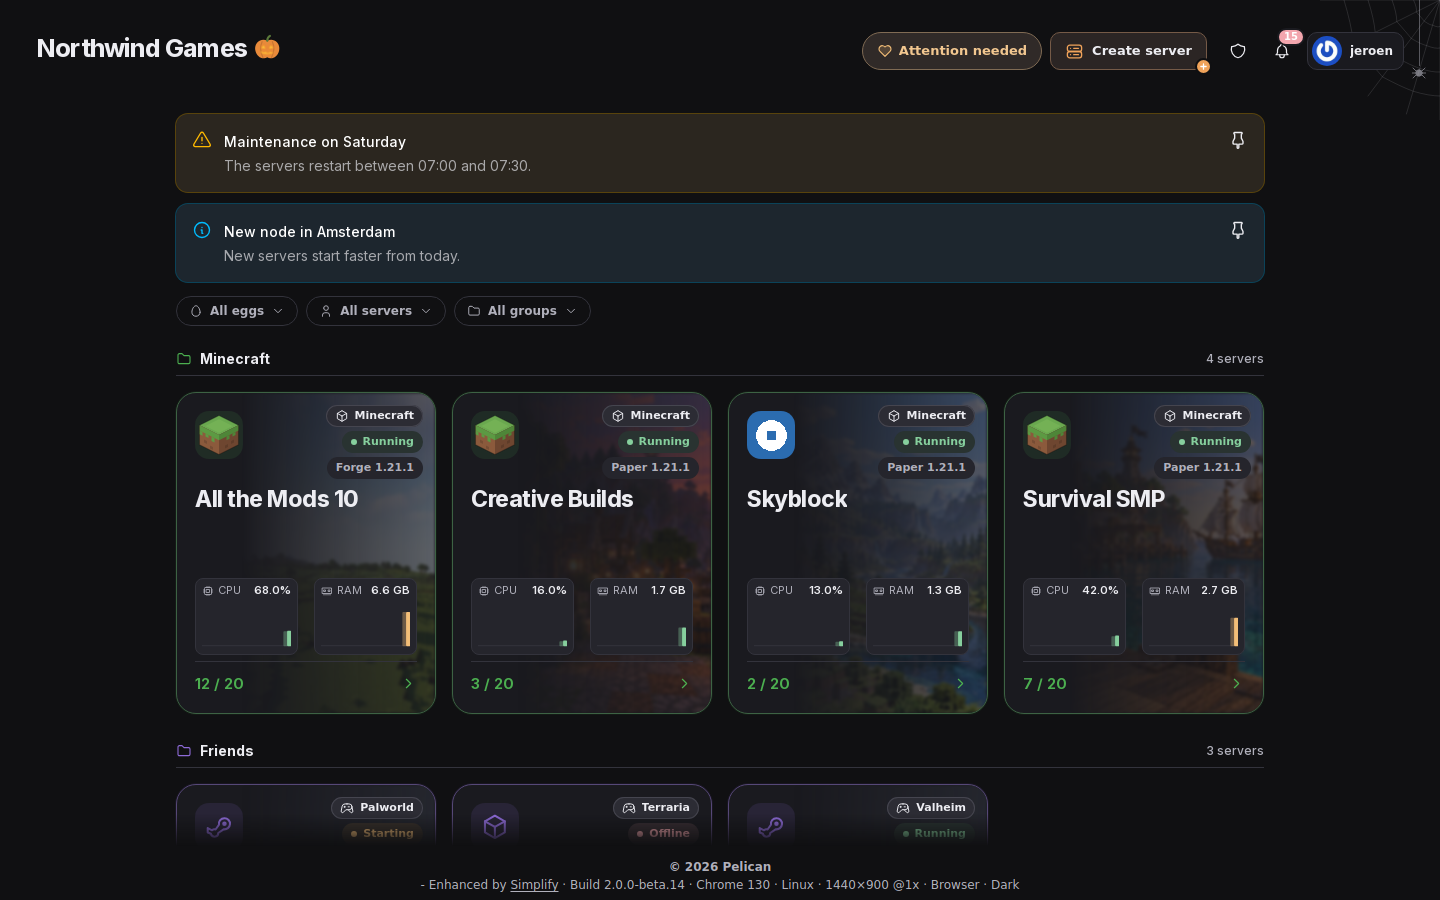 Northwind Games
Attention needed
Create server
15
jeroen
Maintenance on Saturday
The servers restart between 07:00 and 07:30.
New node in Amsterdam
New servers start faster from today.
All eggs
All servers
All groups
Minecraft
4 servers
Minecraft
Running
Forge 1.21.1
All the Mods 10
CPU 68.0%
RAM 6.6 GB
12 / 20
Minecraft
Running
Paper 1.21.1
Creative Builds
CPU 16.0%
RAM 1.7 GB
3 / 20
Minecraft
Running
Paper 1.21.1
Skyblock
CPU 13.0%
RAM 1.3 GB
2 / 20
Minecraft
Running
Paper 1.21.1
Survival SMP
CPU 42.0%
RAM 2.7 GB
7 / 20
Friends
3 servers
Palworld
Starting
Terraria
Offline
Valheim
Running
© 2026 Pelican
- Enhanced by Simplify · Build 2.0.0-beta.14 · Chrome 130 · Linux · 1440×900 @1x · Browser · Dark